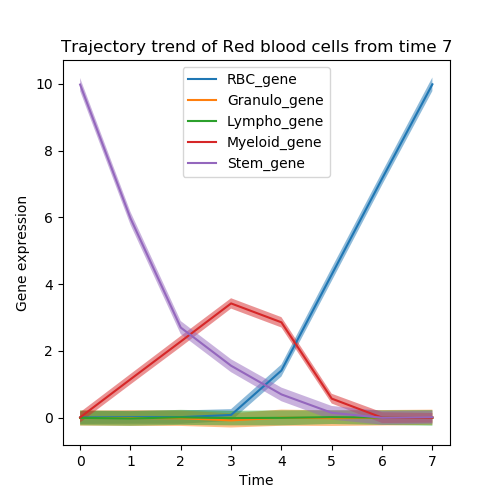 Trajectory trend of Red blood cells from time 7
RBC_gene
Granulo_gene
Lympho_gene
Myeloid_gene
Stem_gene
Gene expression
10
8
6
4
2
0
0 1 2 3 4 5 6 7
Time